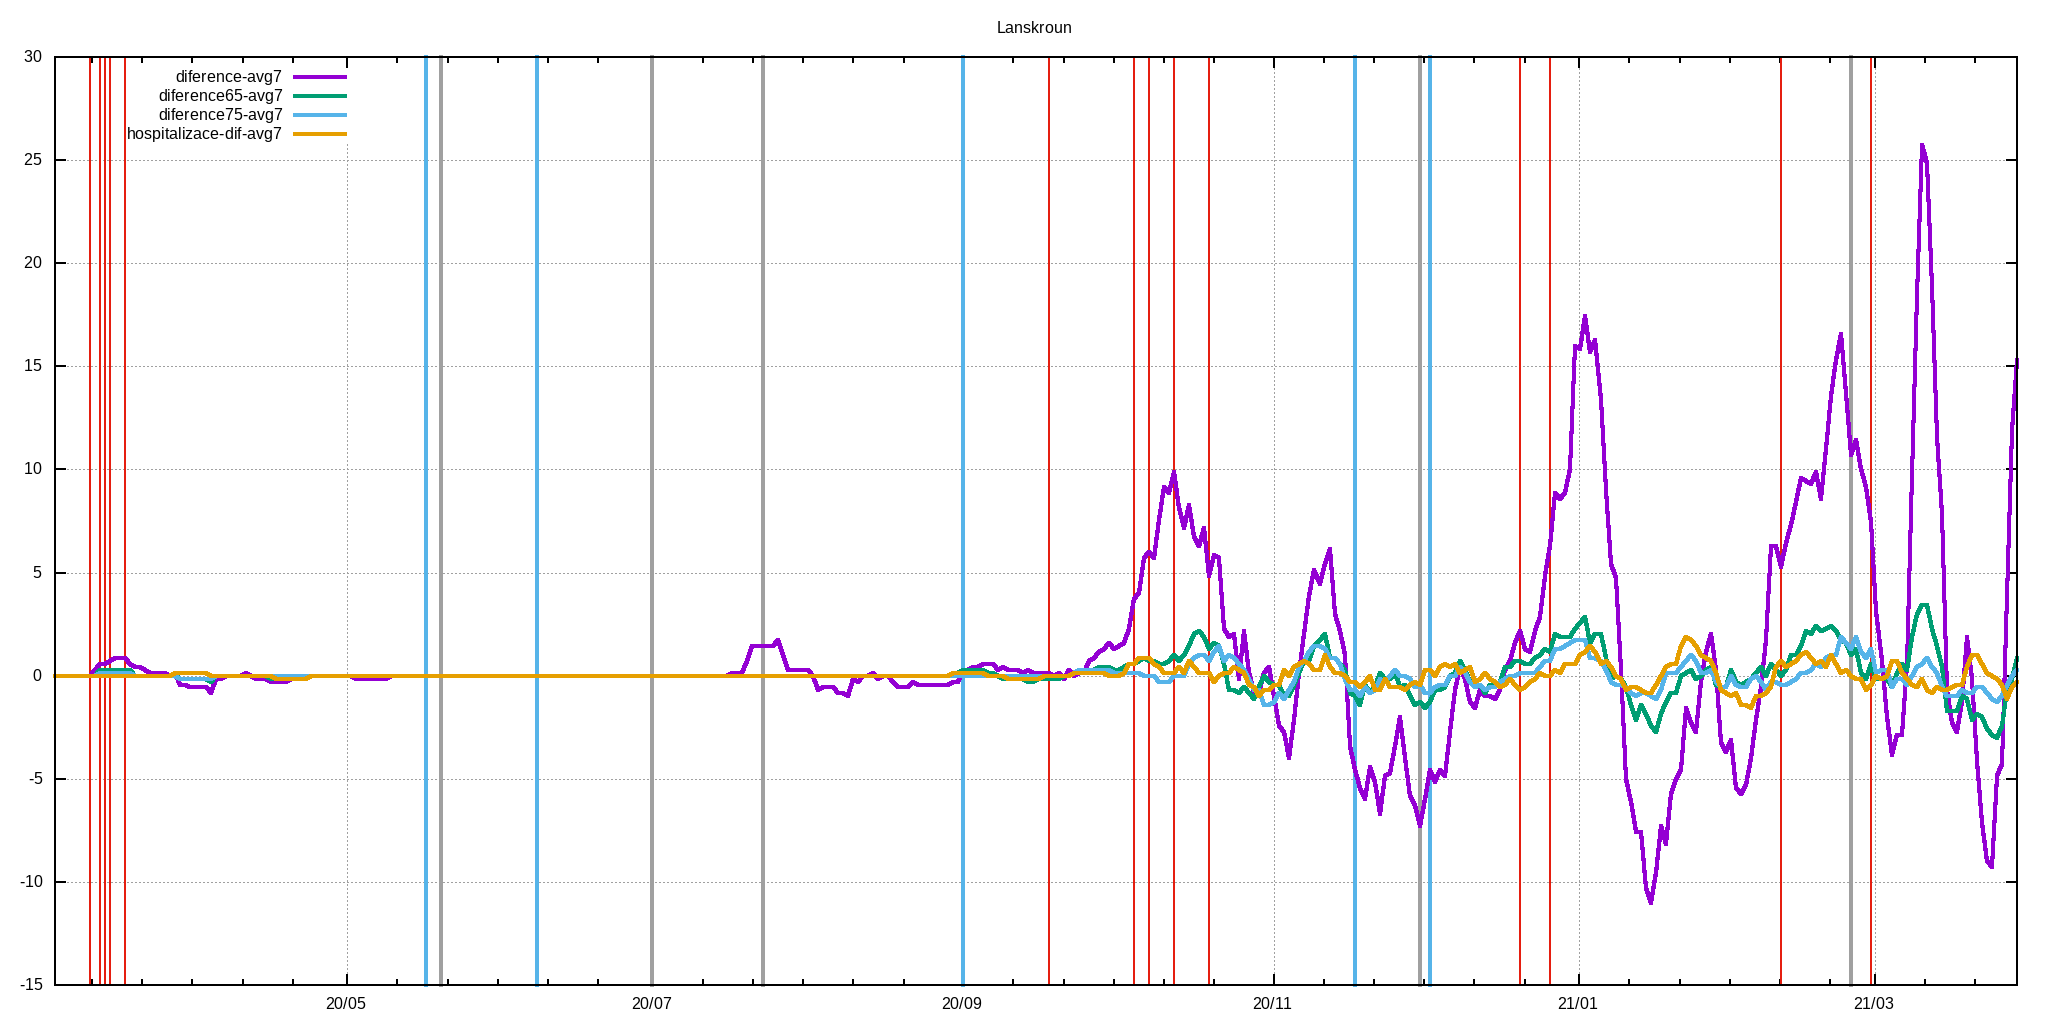 Lanskroun
30
25
20
15
10
5
0
-5
-10
-15
diference-avg7
diference65-avg7
diference75-avg7
hospitalizace-dif-avg7
20/05 20/07 20/09 20/11 21/01 21/03